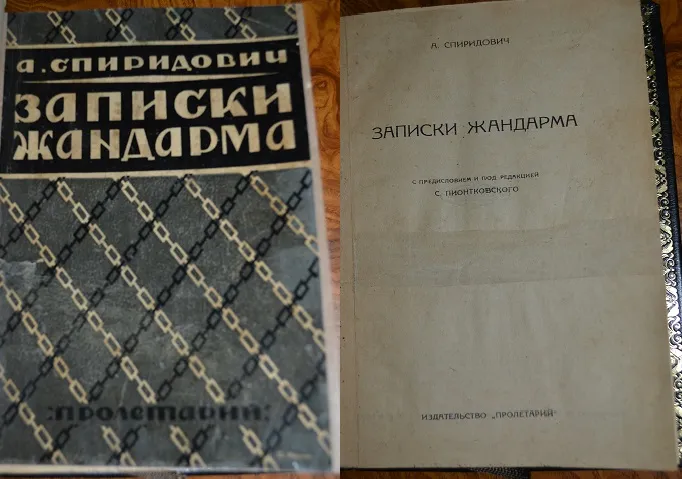 А. СПИРИДОВИЧ
ЗАПИСКИ
ЖАНДАРМА
:ПРОЛЕТАРИЙ:
А. СПИРИДОВИЧ
ЗАПИСКИ ЖАНДАРМА
С ПРЕДИСЛОВИЕМ И ПОД РЕДАКЦИЕЙ
С. ПИОНТКОВСКОГО
ИЗДАТЕЛЬСТВО „ПРОЛЕТАРИЙ"